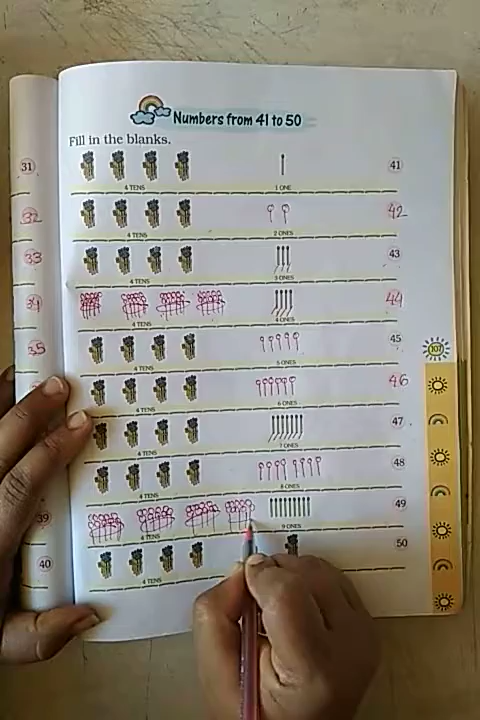 Numbers from 41 to 50
Fill in the blanks.
31
4 TENS 1 ONE 41
32
4 TENS 2 ONES 42
33
4 TENS 3 ONES 43
34
4 TENS 4 ONES 44
35
4 TENS 5 ONES 45
4 TENS 6 ONES 46
4 TENS 7 ONES 47
4 TENS 8 ONES 48
39
4 TENS 9 ONES 49
40
4 TENS 50
107